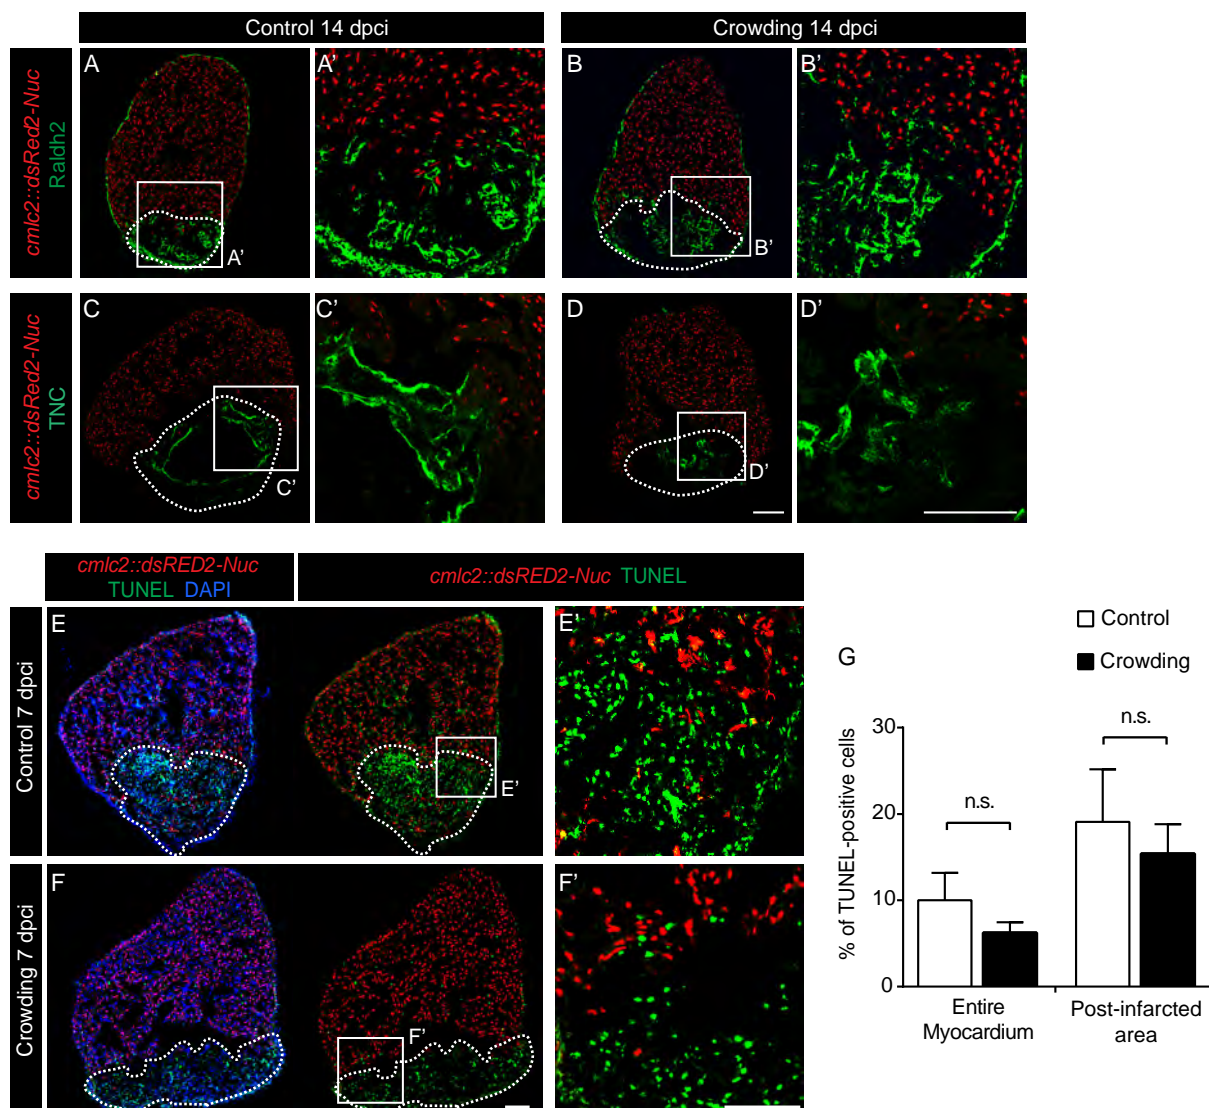 Control 14 dpci
Crowding 14 dpci
cmlc2::dsRed2-Nuc
Raldh2
A
A'
A'
B
B'
B'
cmlc2::dsRed2-Nuc
TNC
C
C'
C'
D
D'
D'
cmlc2::dsRED2-Nuc
TUNEL DAPI
cmlc2::dsRED2-Nuc TUNEL
Control 7 dpci
E
E'
E'
Crowding 7 dpci
F
F'
F'
G
Control
Crowding
% of TUNEL-positive cells
30
20
10
0
n.s.
n.s.
Entire
Myocardium
Post-infarcted
area